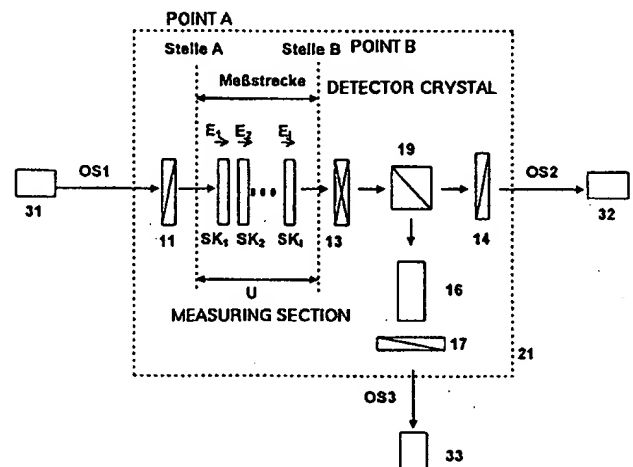 POINT A
Stelle A
Stelle B POINT B
Meßstrecke
DETECTOR CRYSTAL
E₁ E₂ Eᵢ
19
OS1
OS2
31
11
SK₁ SK₂ SKᵢ
13
14
32
U
MEASURING SECTION
16
17
21
OS3
33